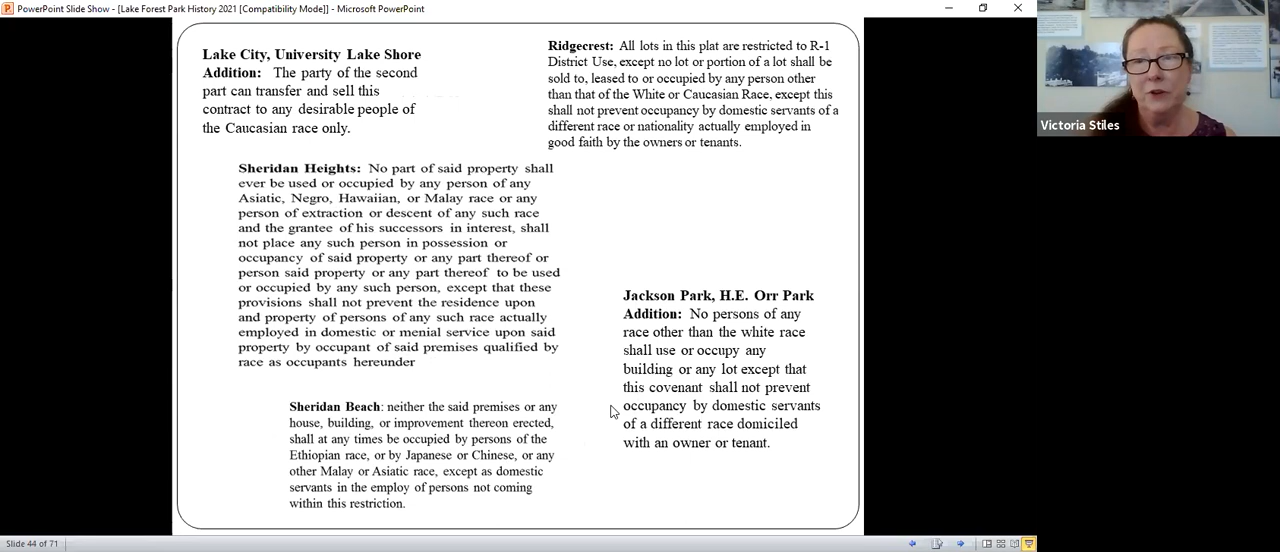 PowerPoint Slide Show - [Lake Forest Park History 2021 [Compatibility Mode]] - Microsoft PowerPoint
Lake City, University Lake Shore
Addition: The party of the second
part can transfer and sell this
contract to any desirable people of
the Caucasian race only.
Ridgecrest: All lots in this plat are restricted to R-1
District Use, except no lot or portion of a lot shall be
sold to, leased to or occupied by any person other
than that of the White or Caucasian Race, except this
shall not prevent occupancy by domestic servants of a
different race or nationality actually employed in
good faith by the owners or tenants.
Sheridan Heights: No part of said property shall
ever be used or occupied by any person of any
Asiatic, Negro, Hawaiian, or Malay race or any
person of extraction or descent of any such race
and the grantee of his successors in interest, shall
not place any such person in possession or
occupancy of said property or any part thereof or
person said property or any part thereof to be used
or occupied by any such person, except that these
provisions shall not prevent the residence upon
and property of persons of any such race actually
employed in domestic or menial service upon said
property by occupant of said premises qualified by
race as occupants hereunder
Jackson Park, H.E. Orr Park
Addition: No persons of any
race other than the white race
shall use or occupy any
building or any lot except that
this covenant shall not prevent
occupancy by domestic servants
of a different race domiciled
with an owner or tenant.
Sheridan Beach: neither the said premises or any
house, building, or improvement thereon erected,
shall at any times be occupied by persons of the
Ethiopian race, or by Japanese or Chinese, or any
other Malay or Asiatic race, except as domestic
servants in the employ of persons not coming
within this restriction.
Victoria Stiles
Slide 44 of 71